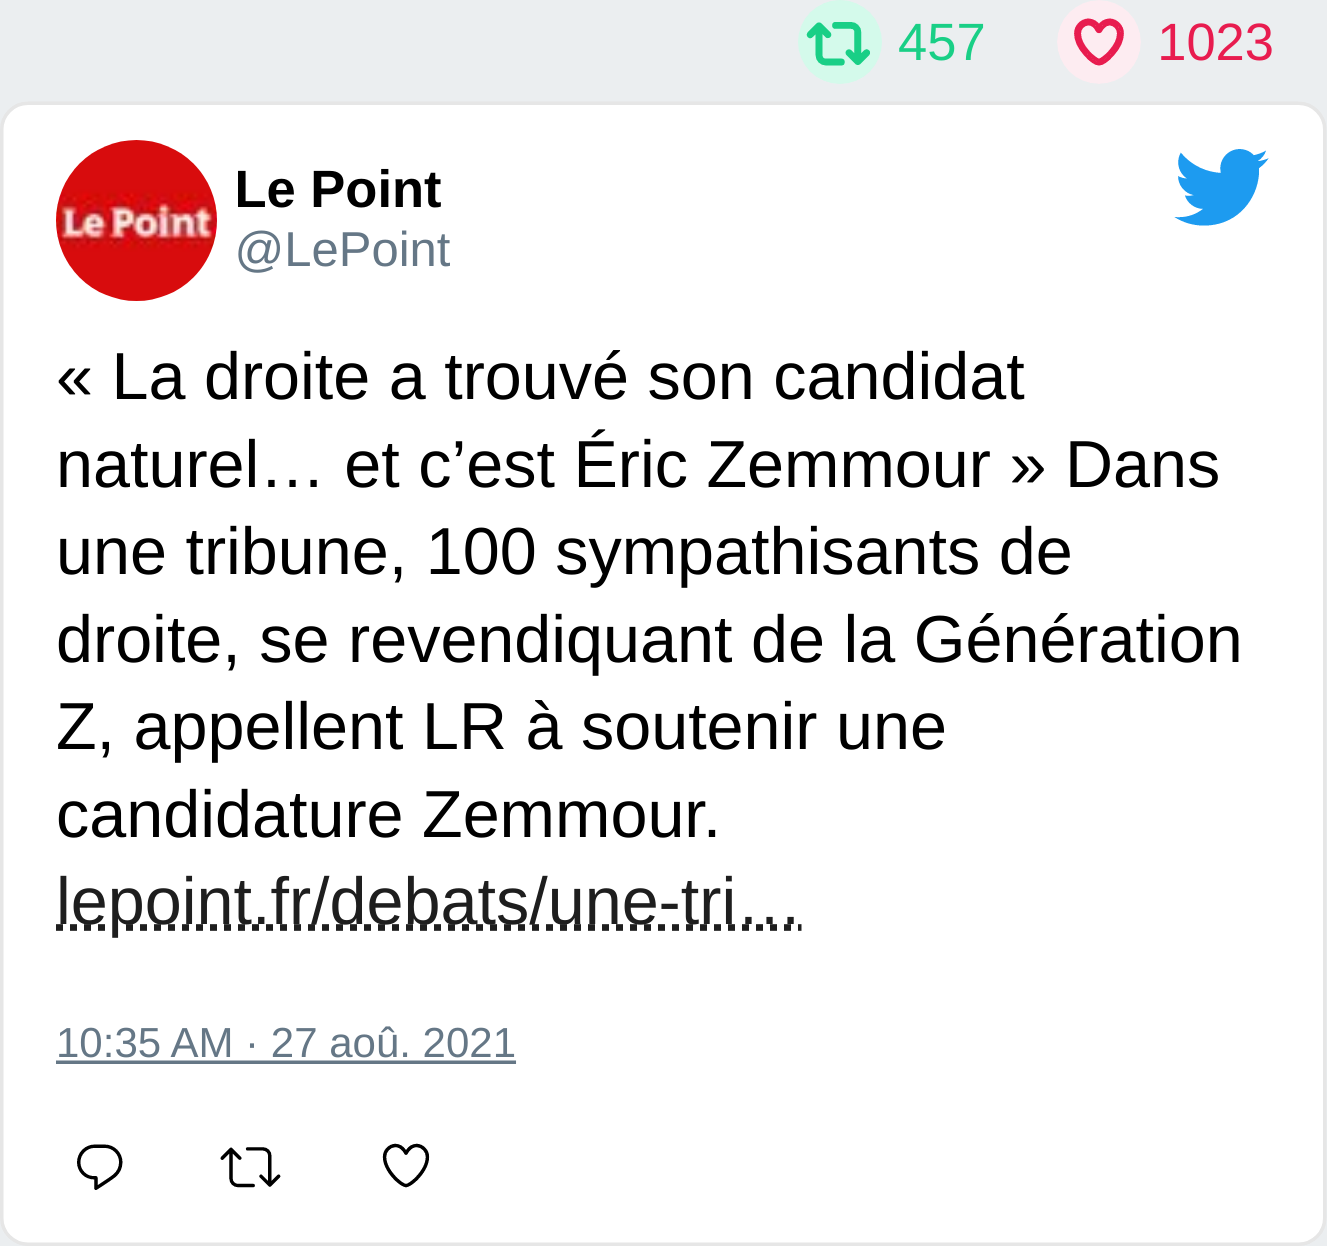 457 1023
Le Point
Le Point
@LePoint
« La droite a trouvé son candidat
naturel… et c’est Éric Zemmour » Dans
une tribune, 100 sympathisants de
droite, se revendiquant de la Génération
Z, appellent LR à soutenir une
candidature Zemmour.
lepoint.fr/debats/une-tri…
10:35 AM · 27 aoû. 2021